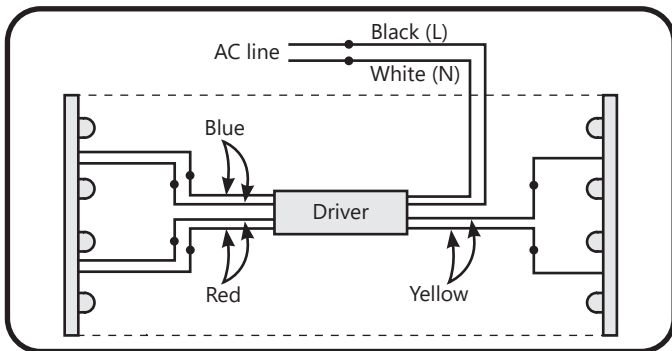 Black (L)
AC line
White (N)
Blue
Driver
Red
Yellow